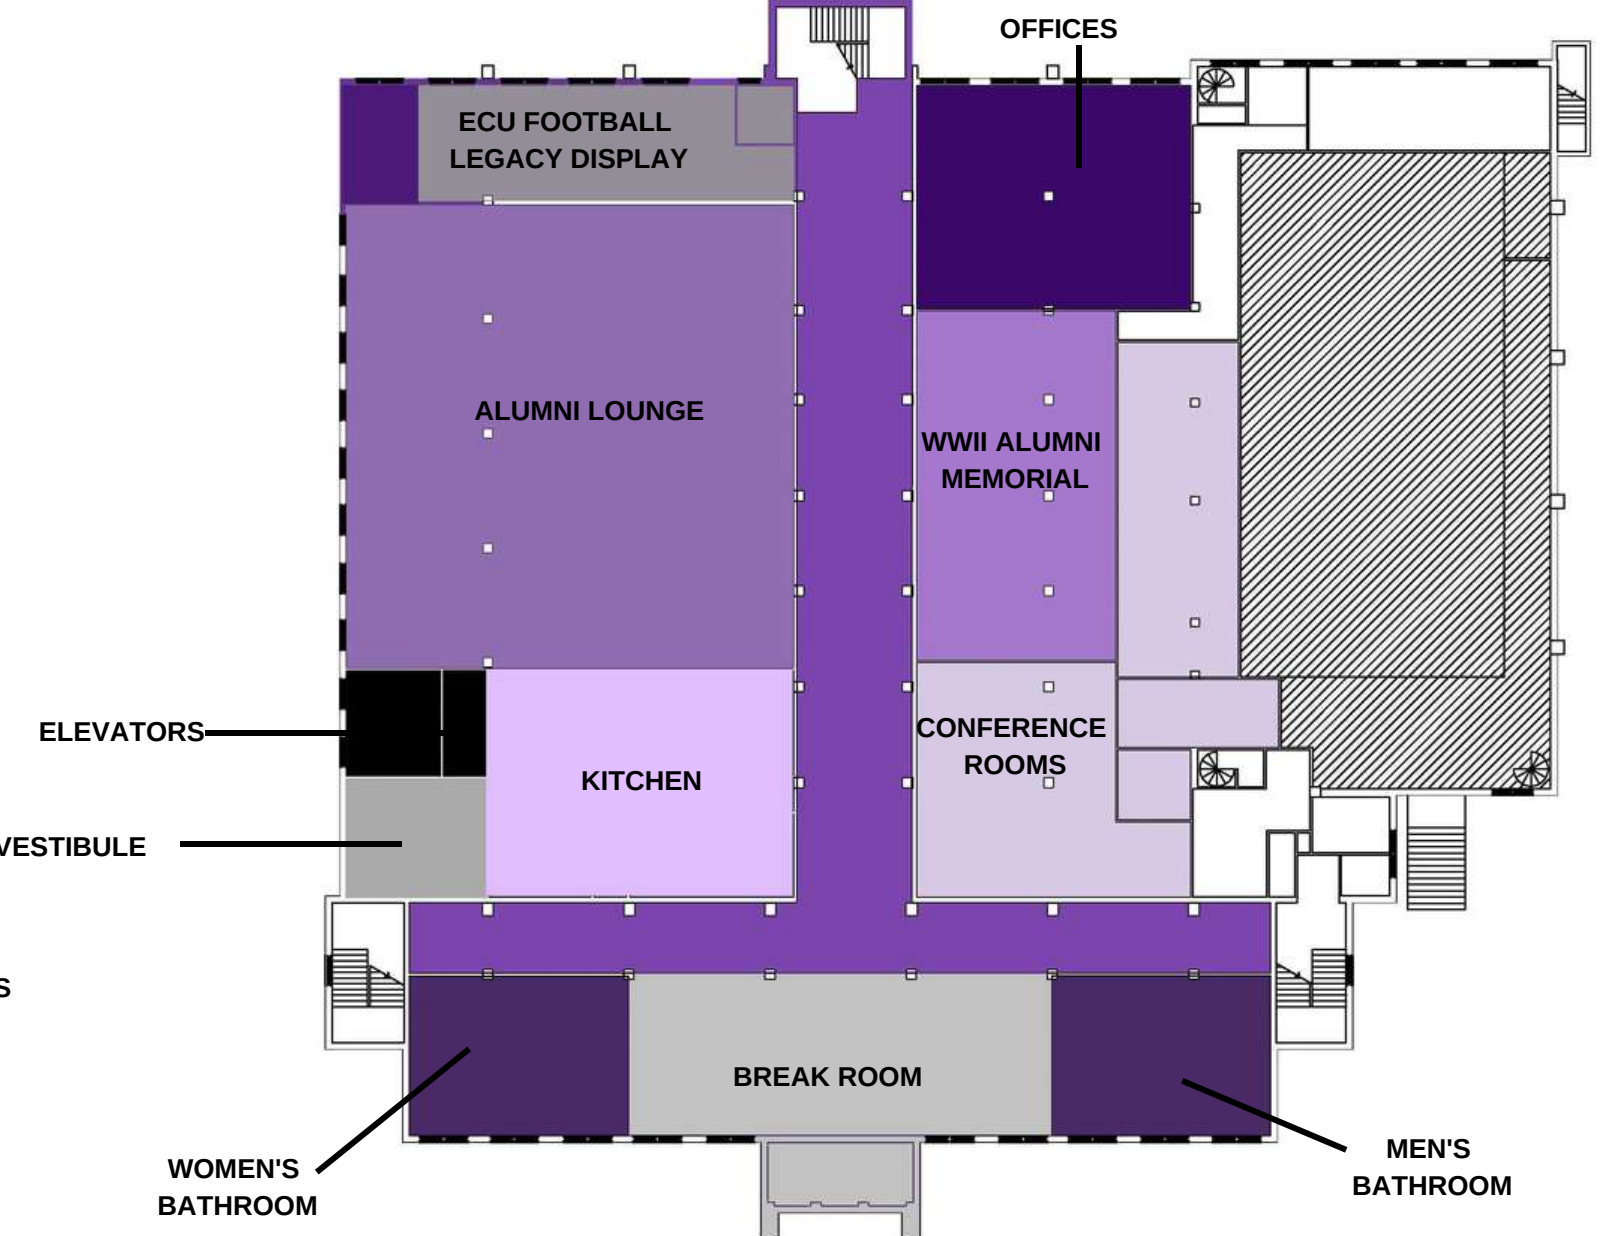 OFFICES
ECU FOOTBALL
LEGACY DISPLAY
ALUMNI LOUNGE
WWII ALUMNI
MEMORIAL
ELEVATORS
KITCHEN
CONFERENCE
ROOMS
VESTIBULE
S
BREAK ROOM
WOMEN'S
BATHROOM
MEN'S
BATHROOM